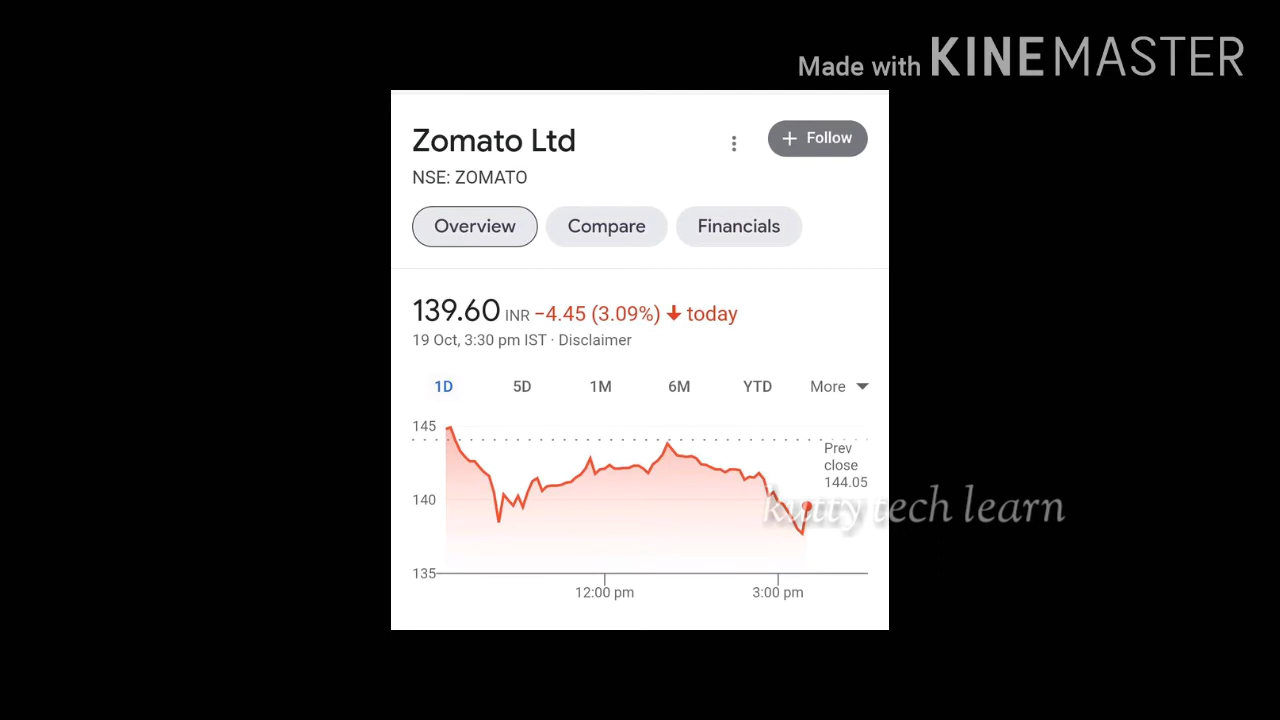 Made with KINEMASTER
Zomato Ltd
+ Follow
NSE: ZOMATO
Overview Compare Financials
139.60 INR −4.45 (3.09%) ↓ today
19 Oct, 3:30 pm IST · Disclaimer
1D 5D 1M 6M YTD More
145
Prev
close
144.05
140
kutty tech learn
135
12:00 pm 3:00 pm